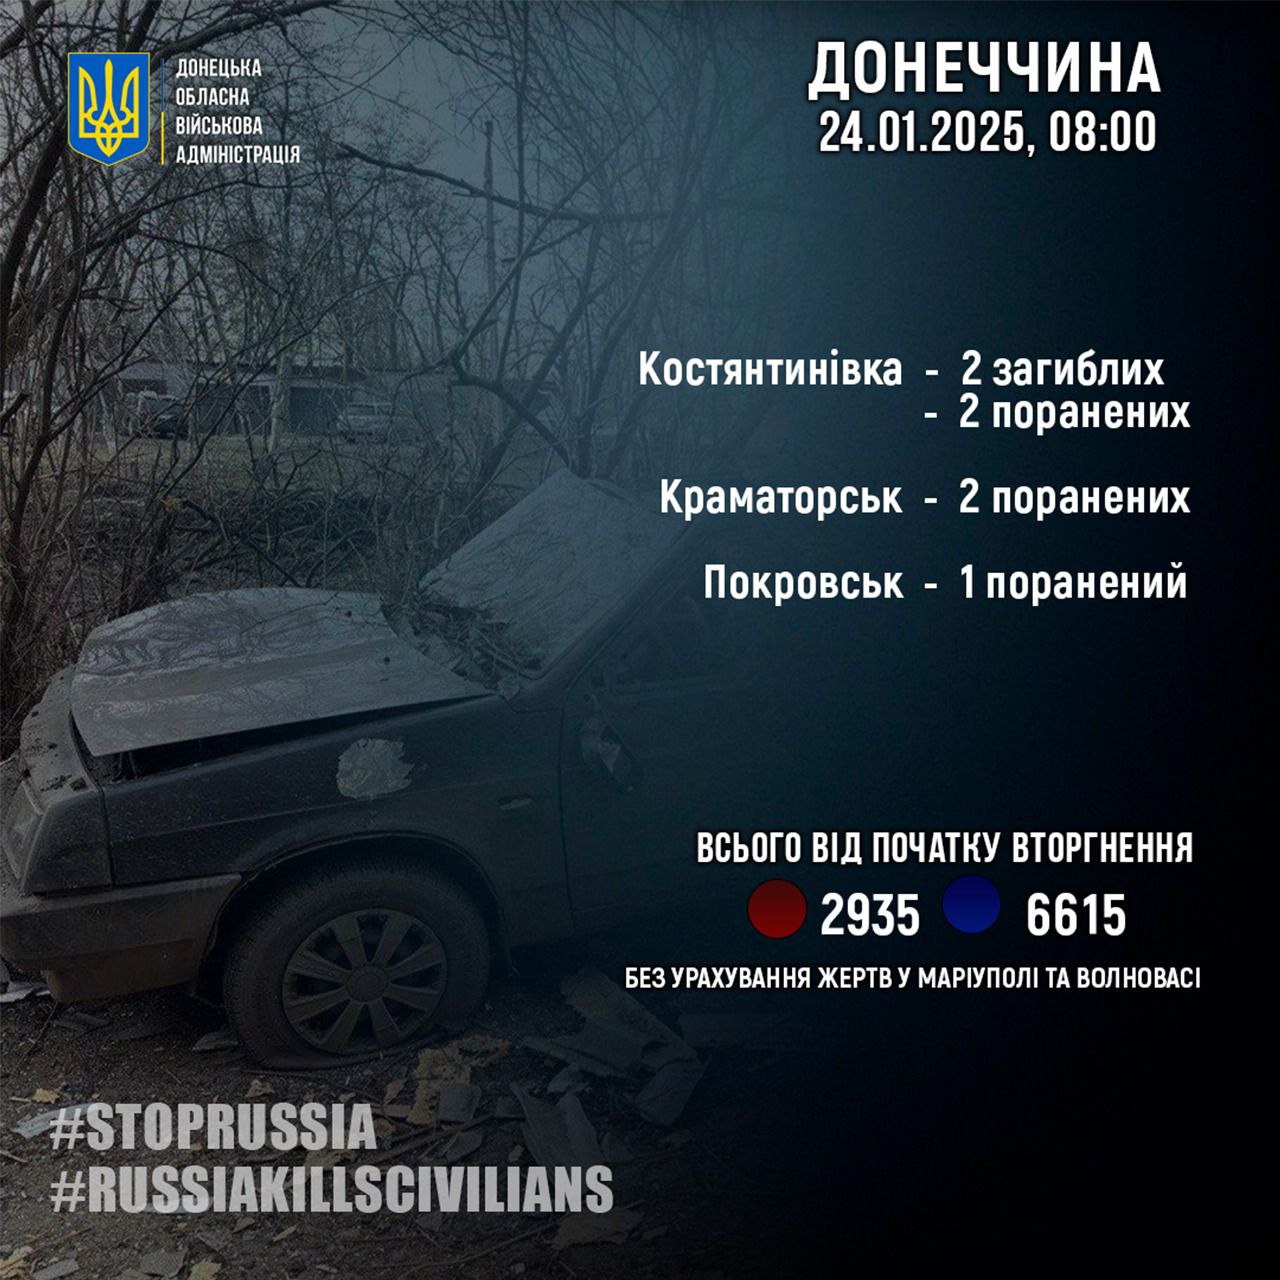 ДОНЕЦЬКА
ОБЛАСНА
ВІЙСЬКОВА
АДМІНІСТРАЦІЯ
ДОНЕЧЧИНА
24.01.2025, 08:00
Костянтинівка - 2 загиблих
- 2 поранених
Краматорськ - 2 поранених
Покровськ - 1 поранений
ВСЬОГО ВІД ПОЧАТКУ ВТОРГНЕННЯ
2935 6615
БЕЗ УРАХУВАННЯ ЖЕРТВ У МАРІУПОЛІ ТА ВОЛНОВАСІ
#STOPRUSSIA
#RUSSIAKILLSCIVILIANS